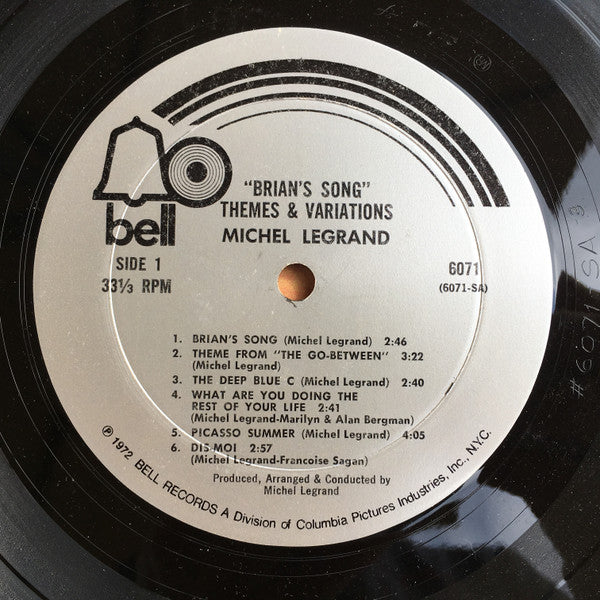 bell
"BRIAN'S SONG"
THEMES & VARIATIONS
MICHEL LEGRAND
SIDE 1
33⅓ RPM
6071
(6071-SA)
1. BRIAN'S SONG (Michel Legrand) 2:46
2. THEME FROM "THE GO-BETWEEN" 3:22
(Michel Legrand)
3. THE DEEP BLUE C (Michel Legrand) 2:40
4. WHAT ARE YOU DOING THE
REST OF YOUR LIFE 2:41
(Michel Legrand-Marilyn & Alan Bergman)
5. PICASSO SUMMER (Michel Legrand) 4:05
6. DIS-MOI 2:57
(Michel Legrand-Francoise Sagan)
Produced, Arranged & Conducted by
Michel Legrand
℗ 1972 BELL RECORDS A Division of Columbia Pictures Industries, Inc., N.Y.C.
# 6071-SA